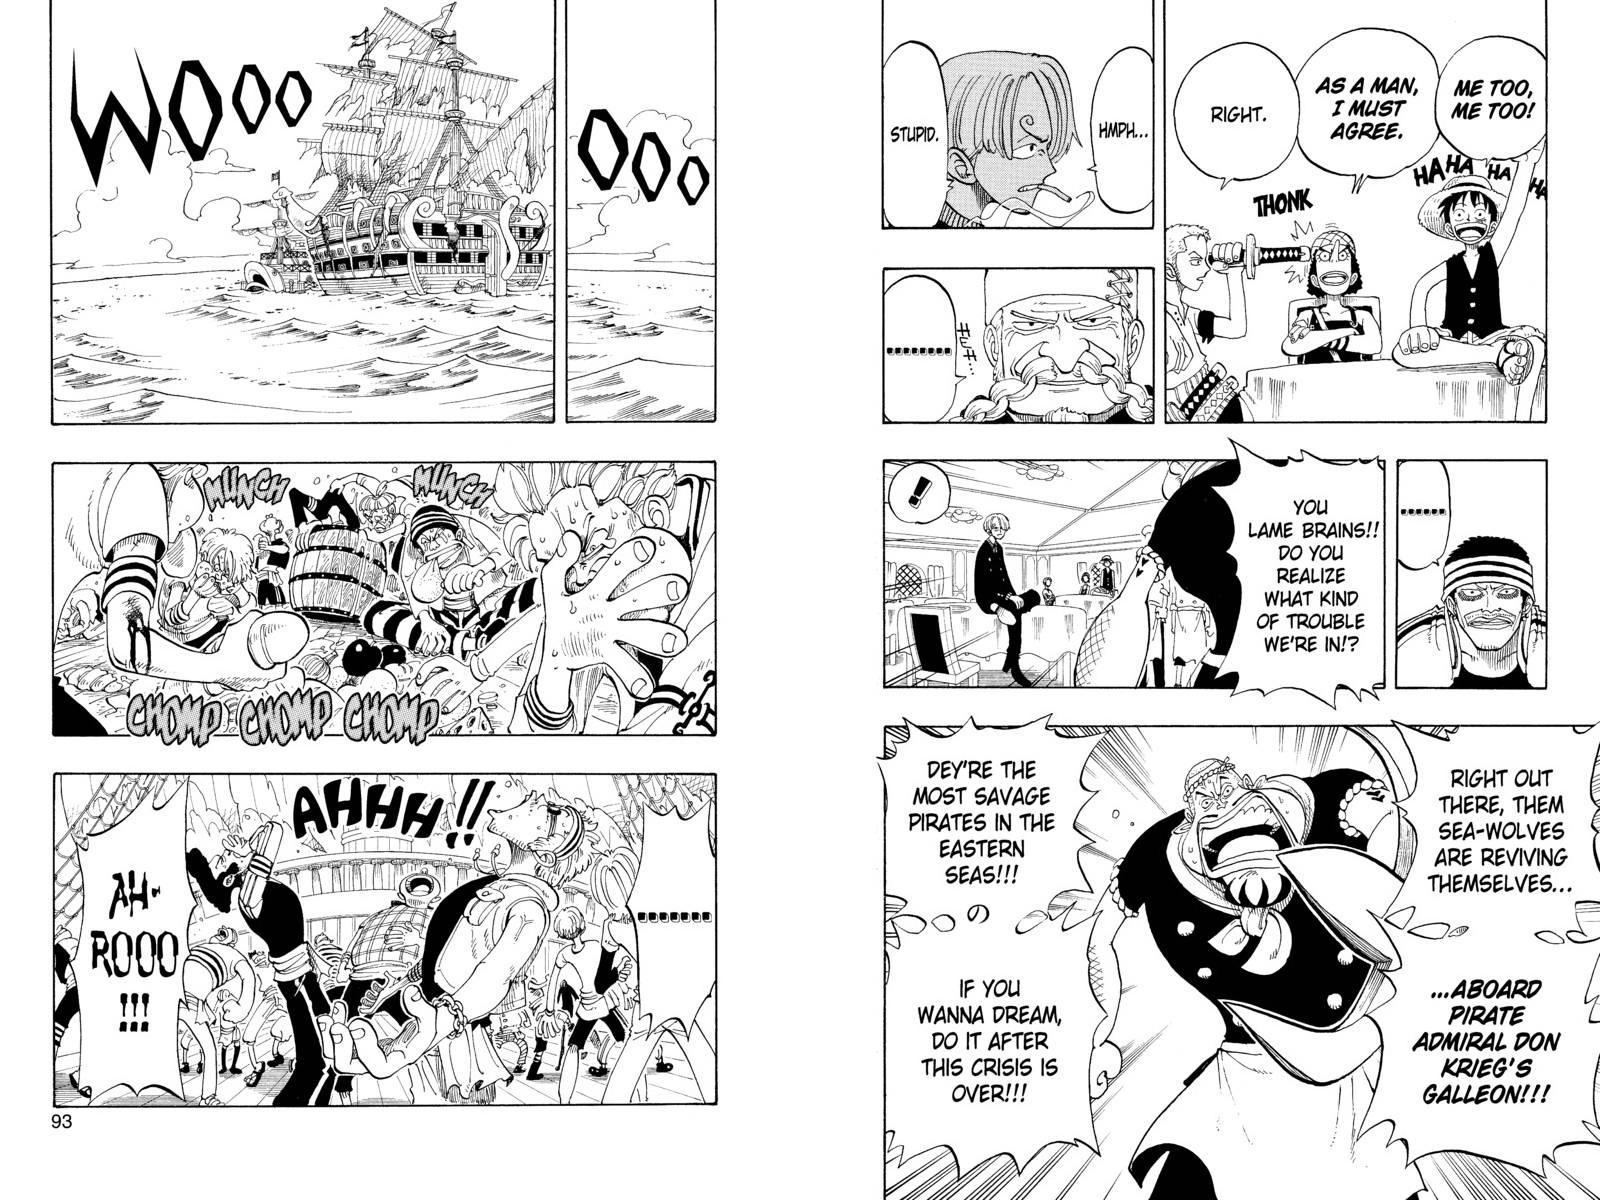 ME TOO,
ME TOO!
AS A MAN,
I MUST
AGREE.
RIGHT.
HAHA HA HA
HA
THONK
HMPH...
STUPID.
.........
......
YOU
LAME BRAINS!!
DO YOU
REALIZE
WHAT KIND
OF TROUBLE
WE'RE IN!?
!
RIGHT OUT
THERE, THEM
SEA-WOLVES
ARE REVIVING
THEMSELVES...
...ABOARD
PIRATE
ADMIRAL DON
KRIEG'S
GALLEON!!!
DEY'RE THE
MOST SAVAGE
PIRATES IN THE
EASTERN
SEAS!!!
の
IF YOU
WANNA DREAM,
DO IT AFTER
THIS CRISIS IS
OVER!!!
OOO
WOOOO
MUNCH
MUNCH
CHOMP CHOMP CHOMP
.........
AHHH!!
AH-
ROOO
!!!
93